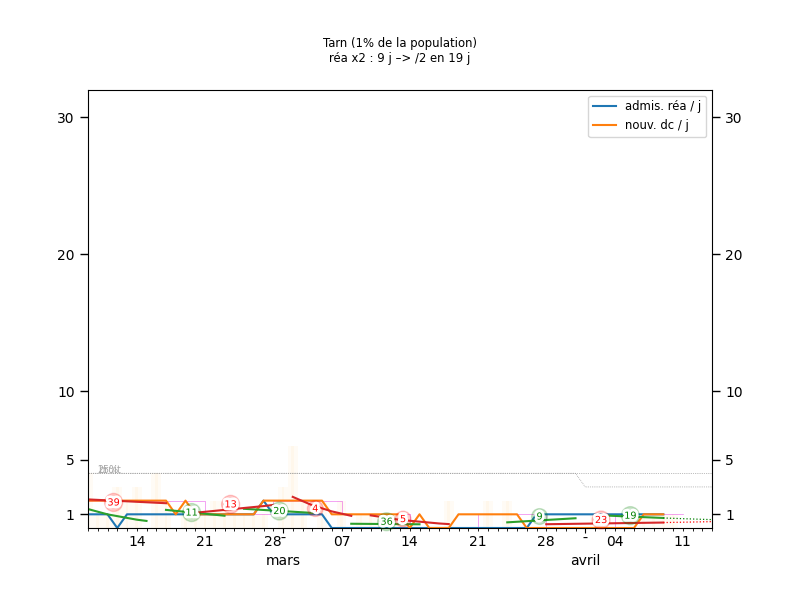 Tarn (1% de la population)
réa x2 : 9 j –> /2 en 19 j
admis. réa / j
nouv. dc / j
30 30
20 20
10 10
5 5
1 1
39 11 13 20 4 36 5 9 23 19
14 21 28 07 14 21 28 04 11
mars avril